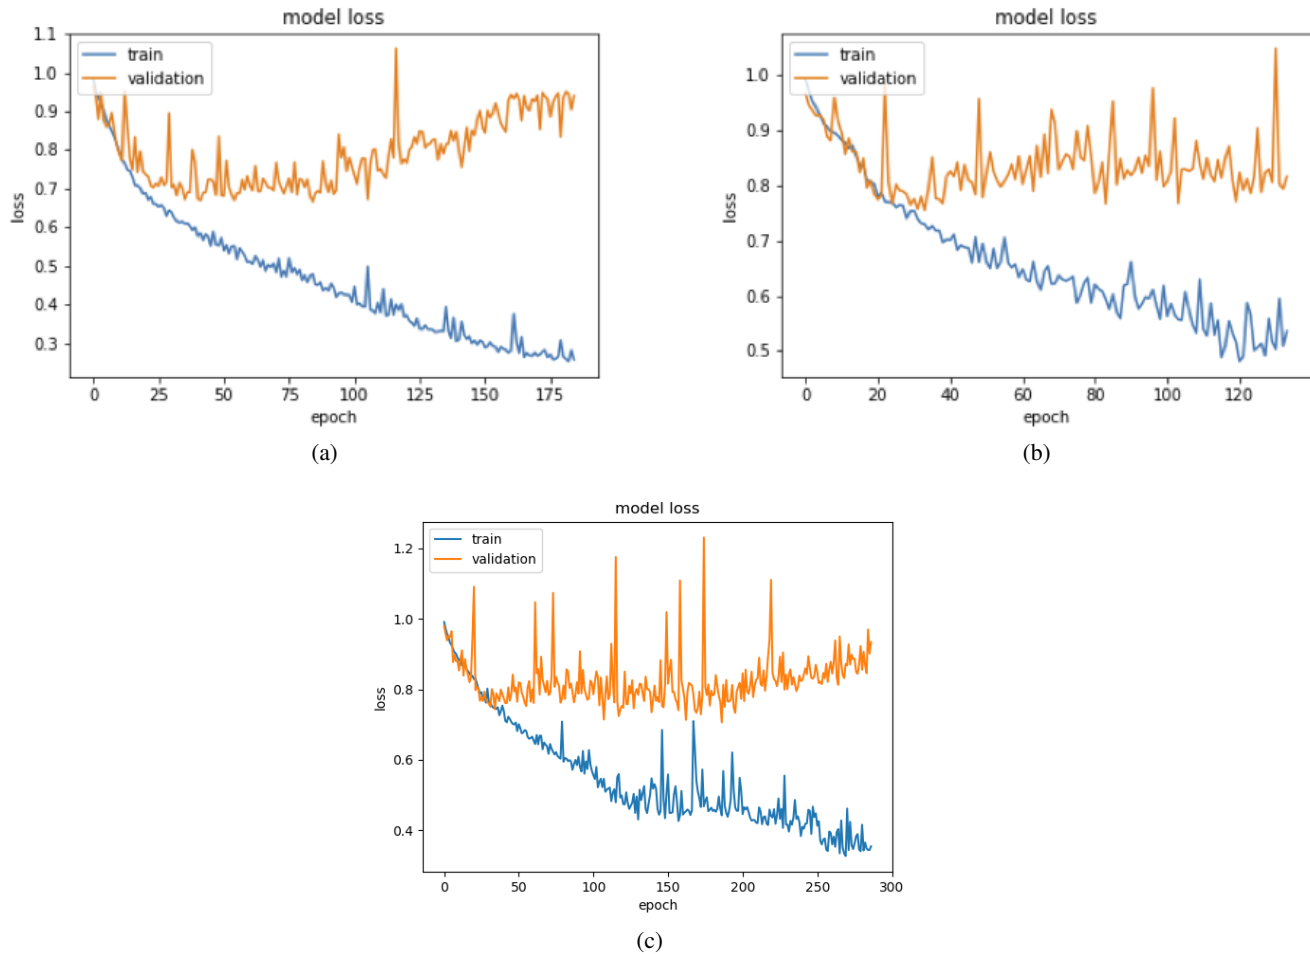 model loss
1.1
1.0
0.9
0.8
0.7
0.6
0.5
0.4
0.3
loss
train
validation
0 25 50 75 100 125 150 175
epoch
(a)
model loss
1.0
0.9
0.8
0.7
0.6
0.5
loss
train
validation
0 20 40 60 80 100 120
epoch
(b)
model loss
1.2
1.0
0.8
0.6
0.4
loss
train
validation
0 50 100 150 200 250 300
epoch
(c)